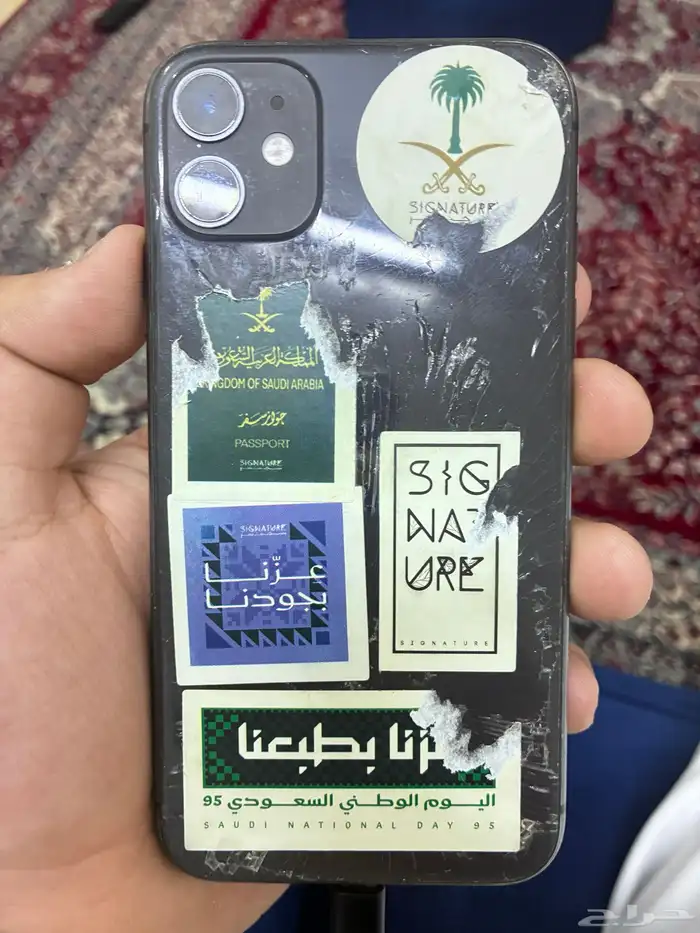 SIGNATURE
المملكة العربية السعودية
KINGDOM OF SAUDI ARABIA
جواز سفر
PASSPORT
SIGNATURE
SIG
NAT
URE
SIGNATURE
SIGNATURE
عزّنا
بجودنا
عزنا بطبعنا
اليوم الوطني السعودي 95
SAUDI NATIONAL DAY 95
حراج